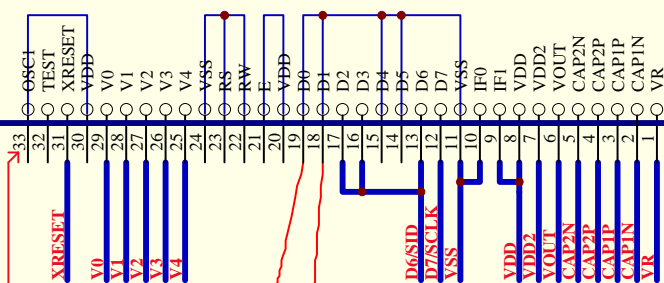 OSC1 TEST XRESET VDD V0 V1 V2 V3 V4 VSS RS RW E VDD D0 D1 D2 D3 D4 D5 D6 D7 VSS IF0 IF1 VDD VDD2 VOUT CAP2N CAP2P CAP1P CAP1N VR
33 32 31 30 29 28 27 26 25 24 23 22 21 20 19 18 17 16 15 14 13 12 11 10 9 8 7 6 5 4 3 2 1
XRESET V0 V1 V2 V3 V4 D6/SID D7/SCLK VSS VDD VDD2 VOUT CAP2N CAP2P CAP1P CAP1N VR